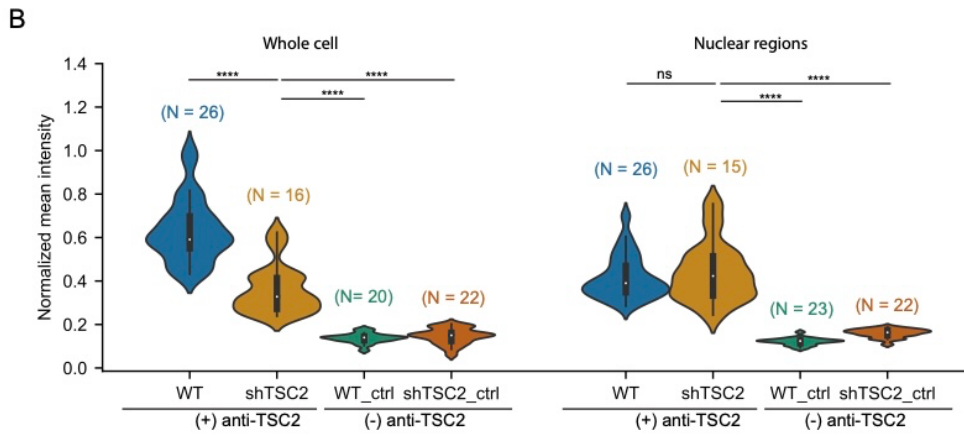 B
Whole cell
Nuclear regions
Normalized mean intensity
1.4
1.2
1.0
0.8
0.6
0.4
0.2
0.0
****
****
****
ns
****
****
(N = 26)
(N = 16)
(N= 20)
(N = 22)
(N = 26)
(N = 15)
(N = 23)
(N = 22)
WT shTSC2 WT_ctrl shTSC2_ctrl
WT shTSC2 WT_ctrl shTSC2_ctrl
(+) anti-TSC2 (-) anti-TSC2
(+) anti-TSC2 (-) anti-TSC2